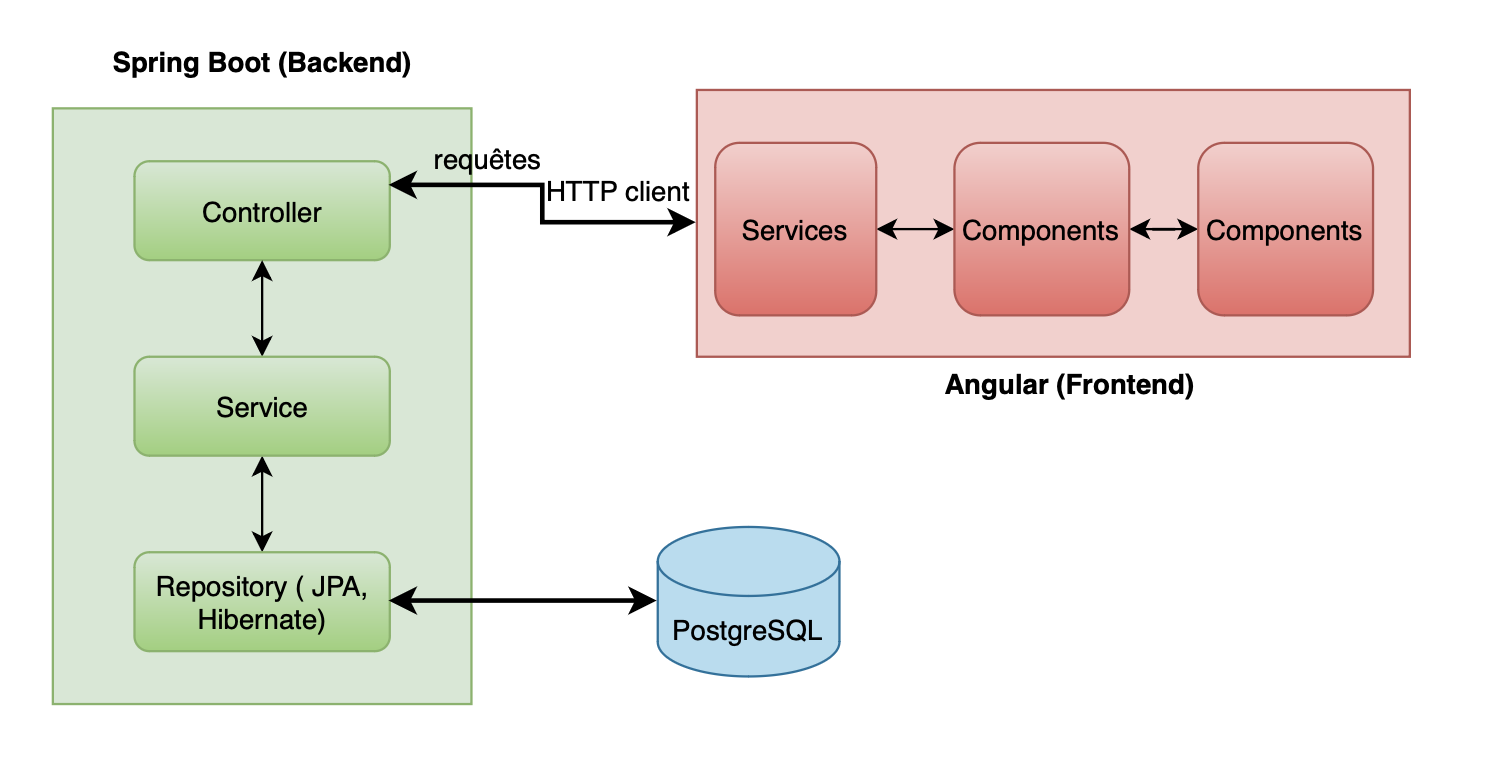 Spring Boot (Backend)
requêtes
HTTP client
Controller
Services
Components
Components
Angular (Frontend)
Service
Repository ( JPA,
Hibernate)
PostgreSQL